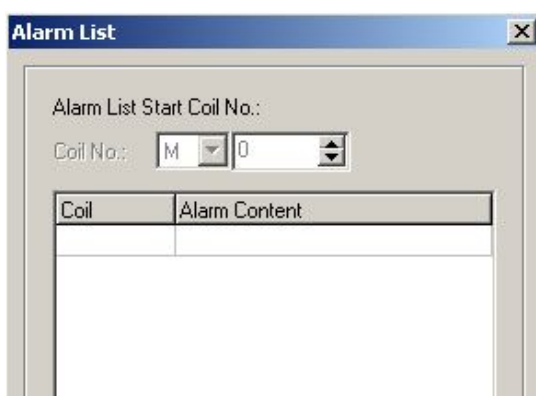 Alarm List
Alarm List Start Coil No.:
Coil No.: M 0
Coil Alarm Content